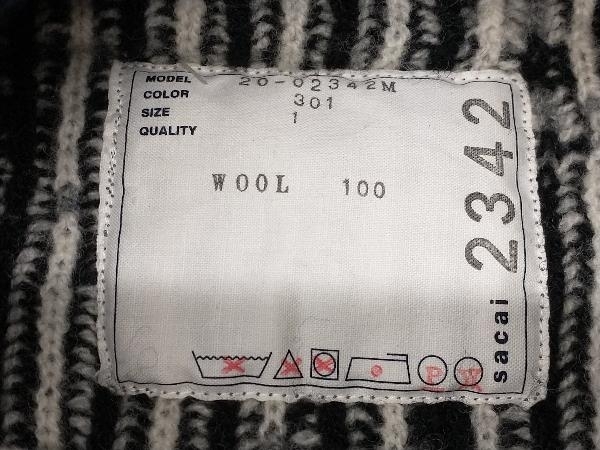 MODEL 20-02342M
COLOR 301
SIZE 1
QUALITY
WOOL 100
sacai 2342
P W